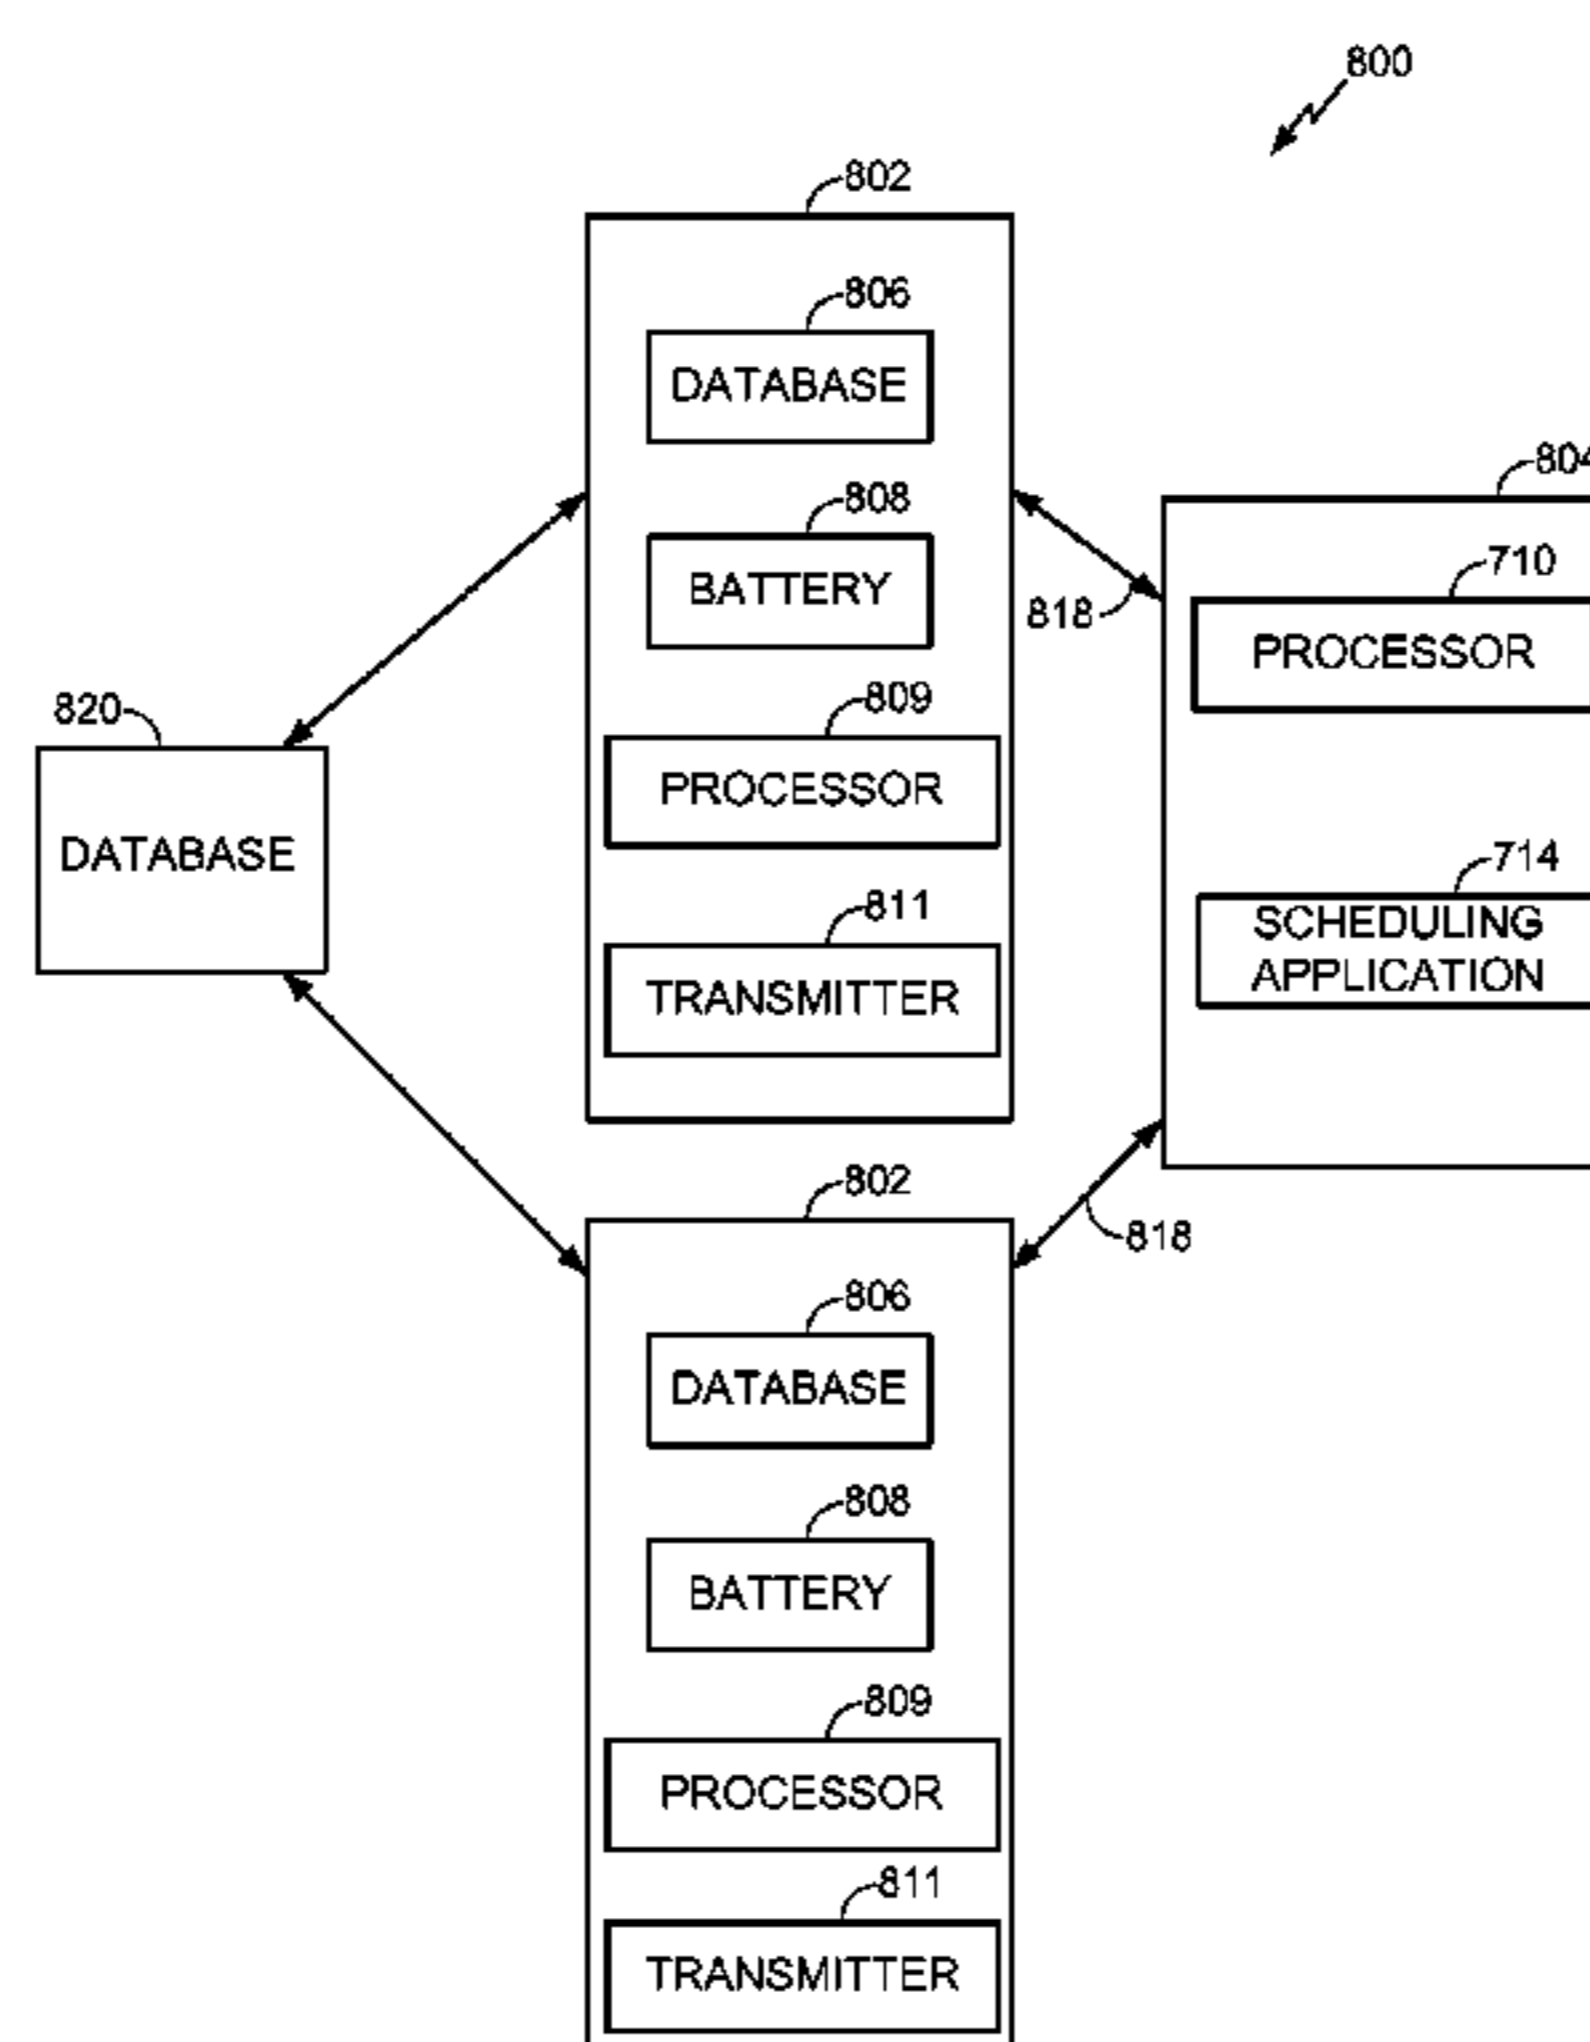 800
802
806
DATABASE
808
BATTERY
809
PROCESSOR
811
TRANSMITTER
818
804
710
PROCESSOR
714
SCHEDULING
APPLICATION
820
DATABASE
818
802
806
DATABASE
808
BATTERY
809
PROCESSOR
811
TRANSMITTER